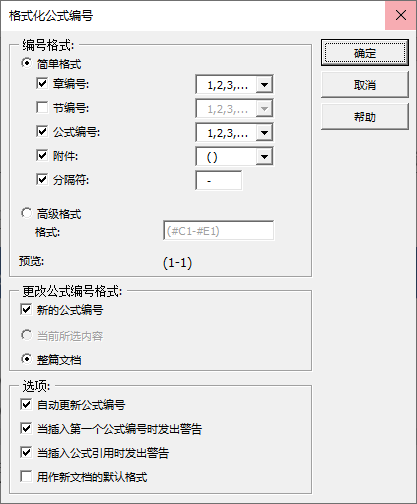 格式化公式编号
编号格式:
简单格式
章编号: 1,2,3,...
节编号: 1,2,3,...
公式编号: 1,2,3,...
附件: ( )
分隔符: -
高级格式
格式: (#C1-#E1)
预览: (1-1)
更改公式编号格式:
新的公式编号
当前所选内容
整篇文档
选项:
自动更新公式编号
当插入第一个公式编号时发出警告
当插入公式引用时发出警告
用作新文档的默认格式
确定
取消
帮助